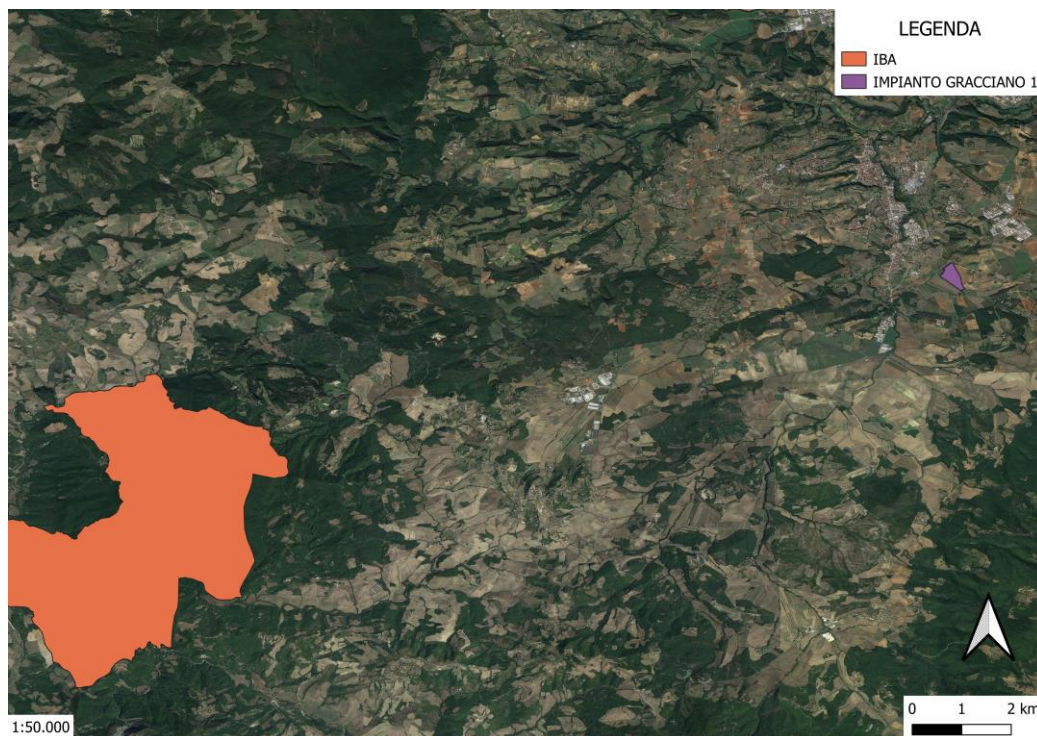 LEGENDA
IBA
IMPIANTO GRACCIANO 1
1:50.000
0 1 2 km